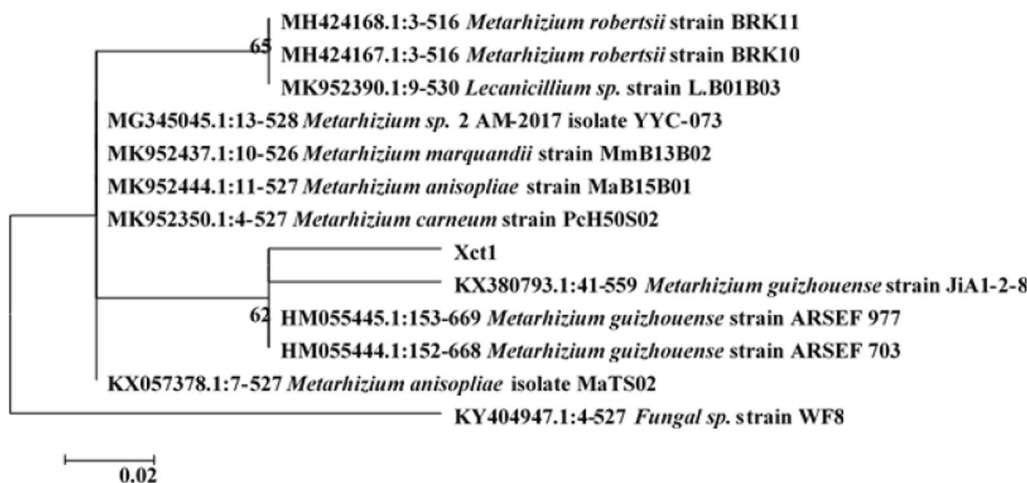 MH424168.1:3-516 Metarhizium robertsii strain BRK11
65
MH424167.1:3-516 Metarhizium robertsii strain BRK10
MK952390.1:9-530 Lecanicillium sp. strain L.B01B03
MG345045.1:13-528 Metarhizium sp. 2 AM-2017 isolate YYC-073
MK952437.1:10-526 Metarhizium marquandii strain MmB13B02
MK952444.1:11-527 Metarhizium anisopliae strain MaB15B01
MK952350.1:4-527 Metarhizium carneum strain PcH50S02
Xct1
KX380793.1:41-559 Metarhizium guizhouense strain JiA1-2-8
62
HM055445.1:153-669 Metarhizium guizhouense strain ARSEF 977
HM055444.1:152-668 Metarhizium guizhouense strain ARSEF 703
KX057378.1:7-527 Metarhizium anisopliae isolate MaTS02
KY404947.1:4-527 Fungal sp. strain WF8
0.02